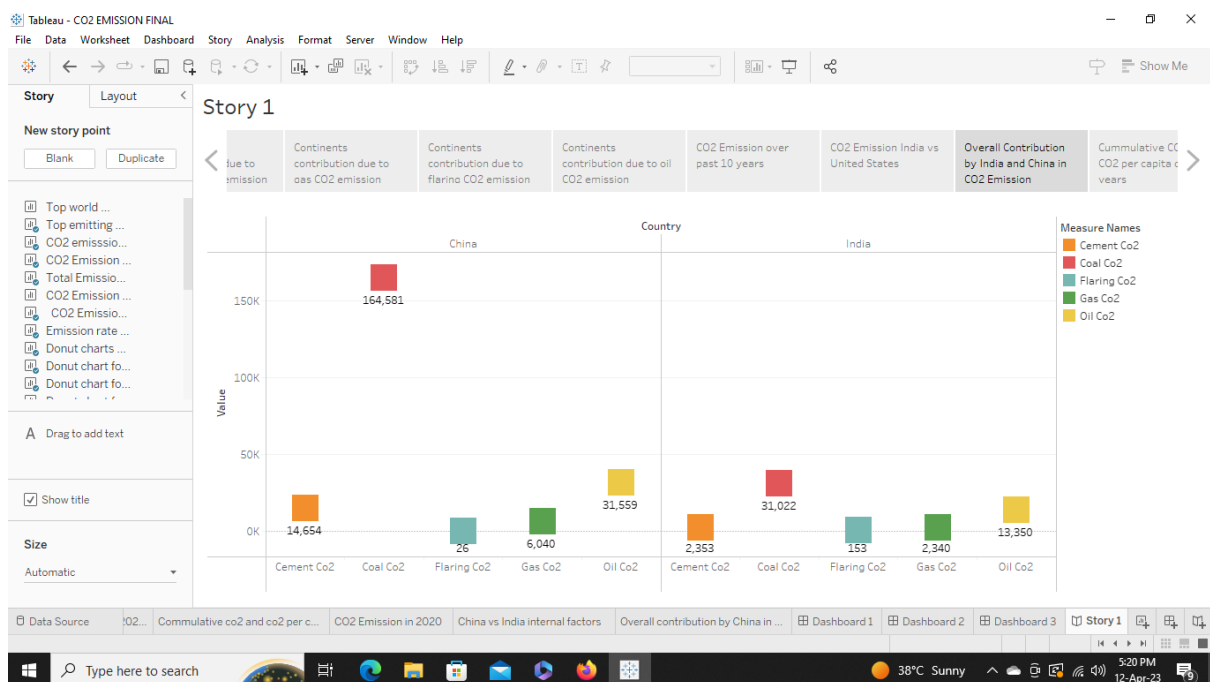 Tableau - CO2 EMISSION FINAL
File Data Worksheet Dashboard Story Analysis Format Server Window Help
Show Me
Story Layout
Story 1
New story point
Blank Duplicate
due to
emission
Continents
contribution due to
gas CO2 emission
Continents
contribution due to
flaring CO2 emission
Continents
contribution due to oil
CO2 emission
CO2 Emission over
past 10 years
CO2 Emission India vs
United States
Overall Contribution
by India and China in
CO2 Emission
Cummulative CO
CO2 per capita
years
Top world ...
Top emitting ...
CO2 emisssio...
CO2 Emission ...
Total Emissio...
CO2 Emission ...
CO2 Emissio...
Emission rate ...
Donut charts ...
Donut chart fo...
Donut chart fo...
A Drag to add text
Show title
Size
Automatic
Country
China India
Value
150K
100K
50K
0K
164,581
14,654
26
6,040
31,559
2,353
31,022
153
2,340
13,350
Cement Co2 Coal Co2 Flaring Co2 Gas Co2 Oil Co2 Cement Co2 Coal Co2 Flaring Co2 Gas Co2 Oil Co2
Measure Names
Cement Co2
Coal Co2
Flaring Co2
Gas Co2
Oil Co2
Data Source 202... Commulative co2 and co2 per c... CO2 Emission in 2020 China vs India internal factors Overall contribution by China in ... Dashboard 1 Dashboard 2 Dashboard 3 Story 1
Type here to search
38°C Sunny
5:20 PM
12-Apr-23
9